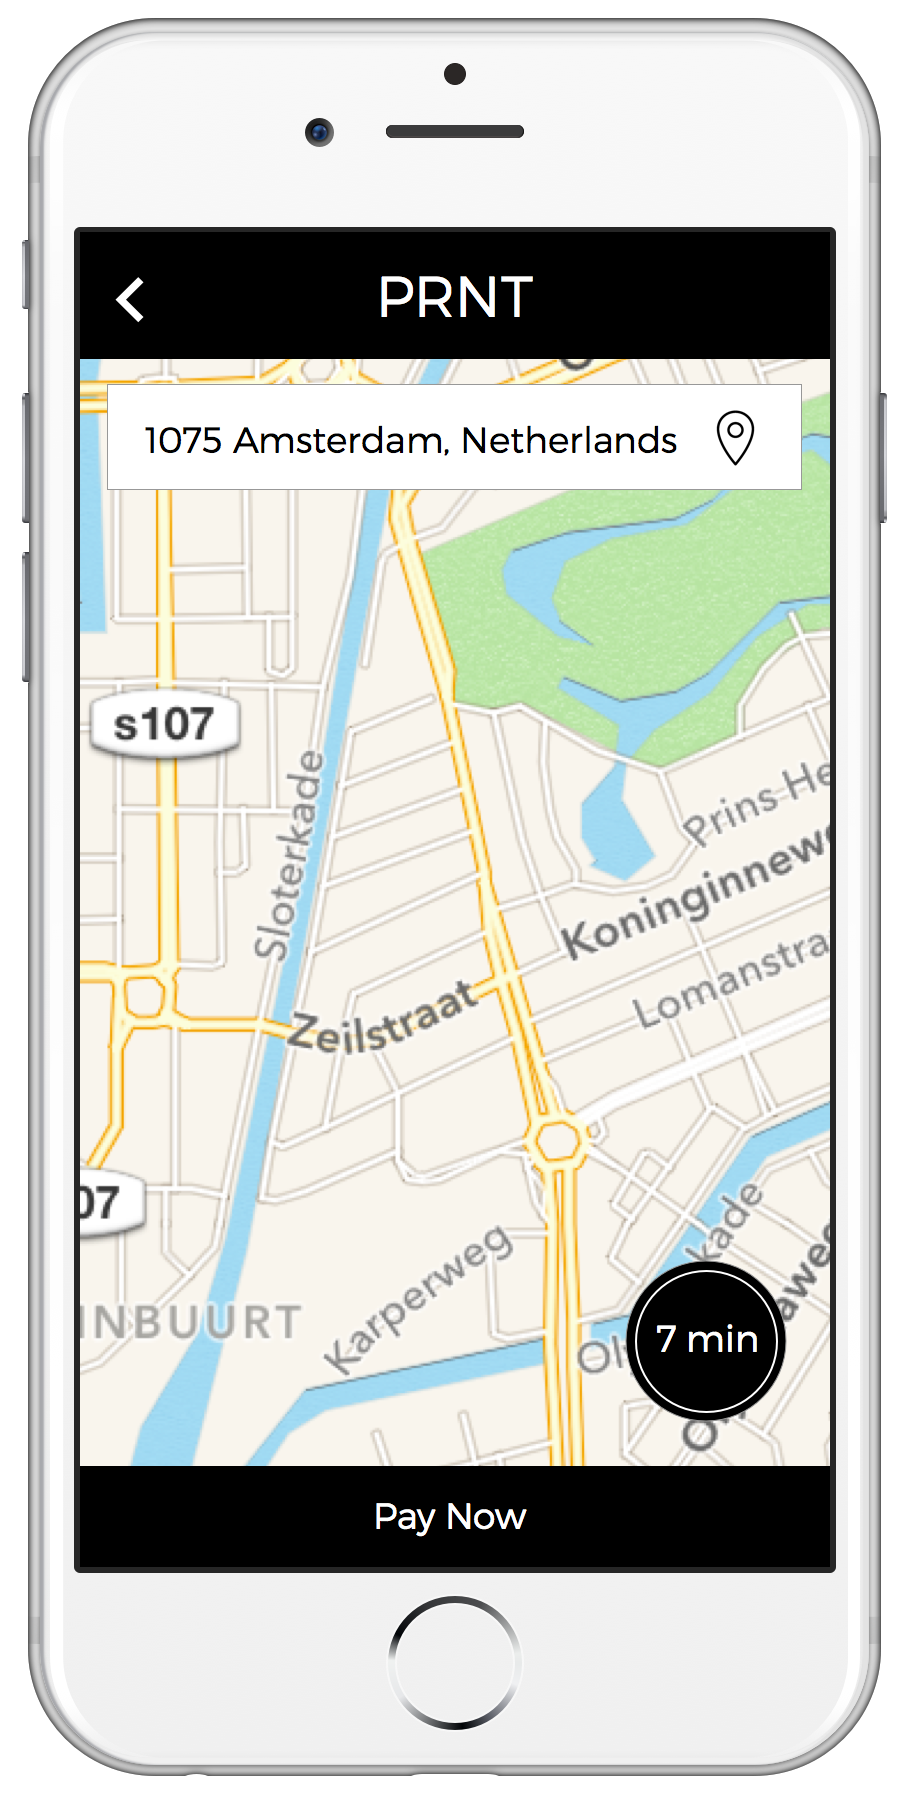 PRNT
1075 Amsterdam, Netherlands
s107
Sloterkade
Prins He
Koninginnew
Lomanstra
Zeilstraat
07
kade
Karperweg
awe
INBUURT
7 min
Ol
Pay Now